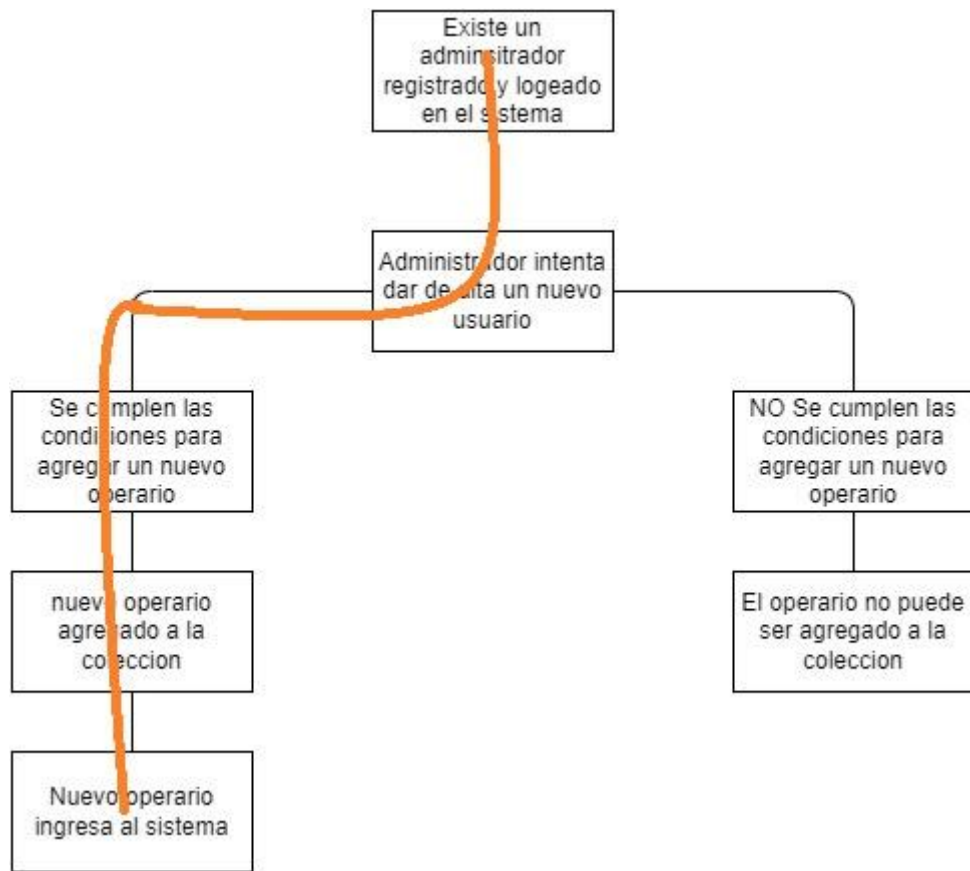 Existe un
adminsitrador
registrado y logeado
en el sistema
Administrador intenta
dar de alta un nuevo
usuario
Se cumplen las
condiciones para
agregar un nuevo
operario
NO Se cumplen las
condiciones para
agregar un nuevo
operario
nuevo operario
agregado a la
coleccion
El operario no puede
ser agregado a la
coleccion
Nuevo operario
ingresa al sistema